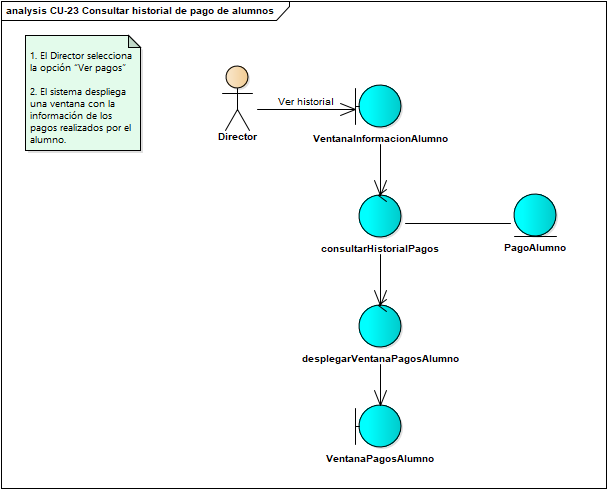 analysis CU-23 Consultar historial de pago de alumnos
1. El Director selecciona
la opción “Ver pagos”
2. El sistema despliega
una ventana con la
información de los
pagos realizados por el
alumno.
Ver historial
Director
VentanaInformacionAlumno
consultarHistorialPagos
PagoAlumno
desplegarVentanaPagosAlumno
VentanaPagosAlumno